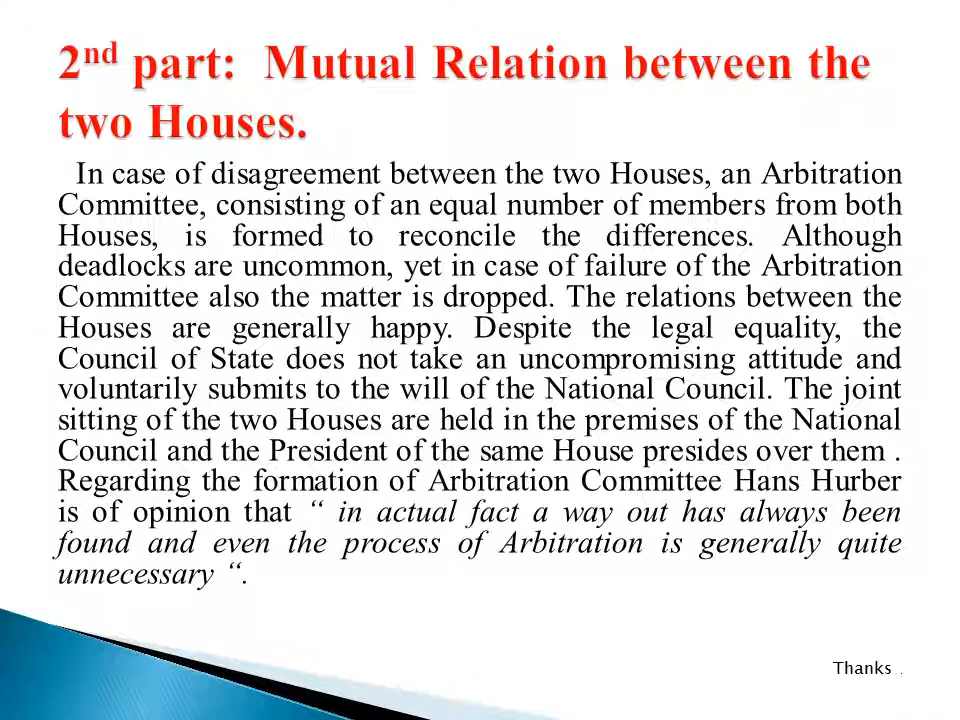 2nd part:  Mutual Relation between the
two Houses.
In case of disagreement between the two Houses, an Arbitration
Committee, consisting of an equal number of members from both
Houses, is formed to reconcile the differences. Although
deadlocks are uncommon, yet in case of failure of the Arbitration
Committee also the matter is dropped. The relations between the
Houses are generally happy. Despite the legal equality, the
Council of State does not take an uncompromising attitude and
voluntarily submits to the will of the National Council. The joint
sitting of the two Houses are held in the premises of the National
Council and the President of the same House presides over them .
Regarding the formation of Arbitration Committee Hans Hurber
is of opinion that “ in actual fact a way out has always been
found and even the process of Arbitration is generally quite
unnecessary “.
Thanks .